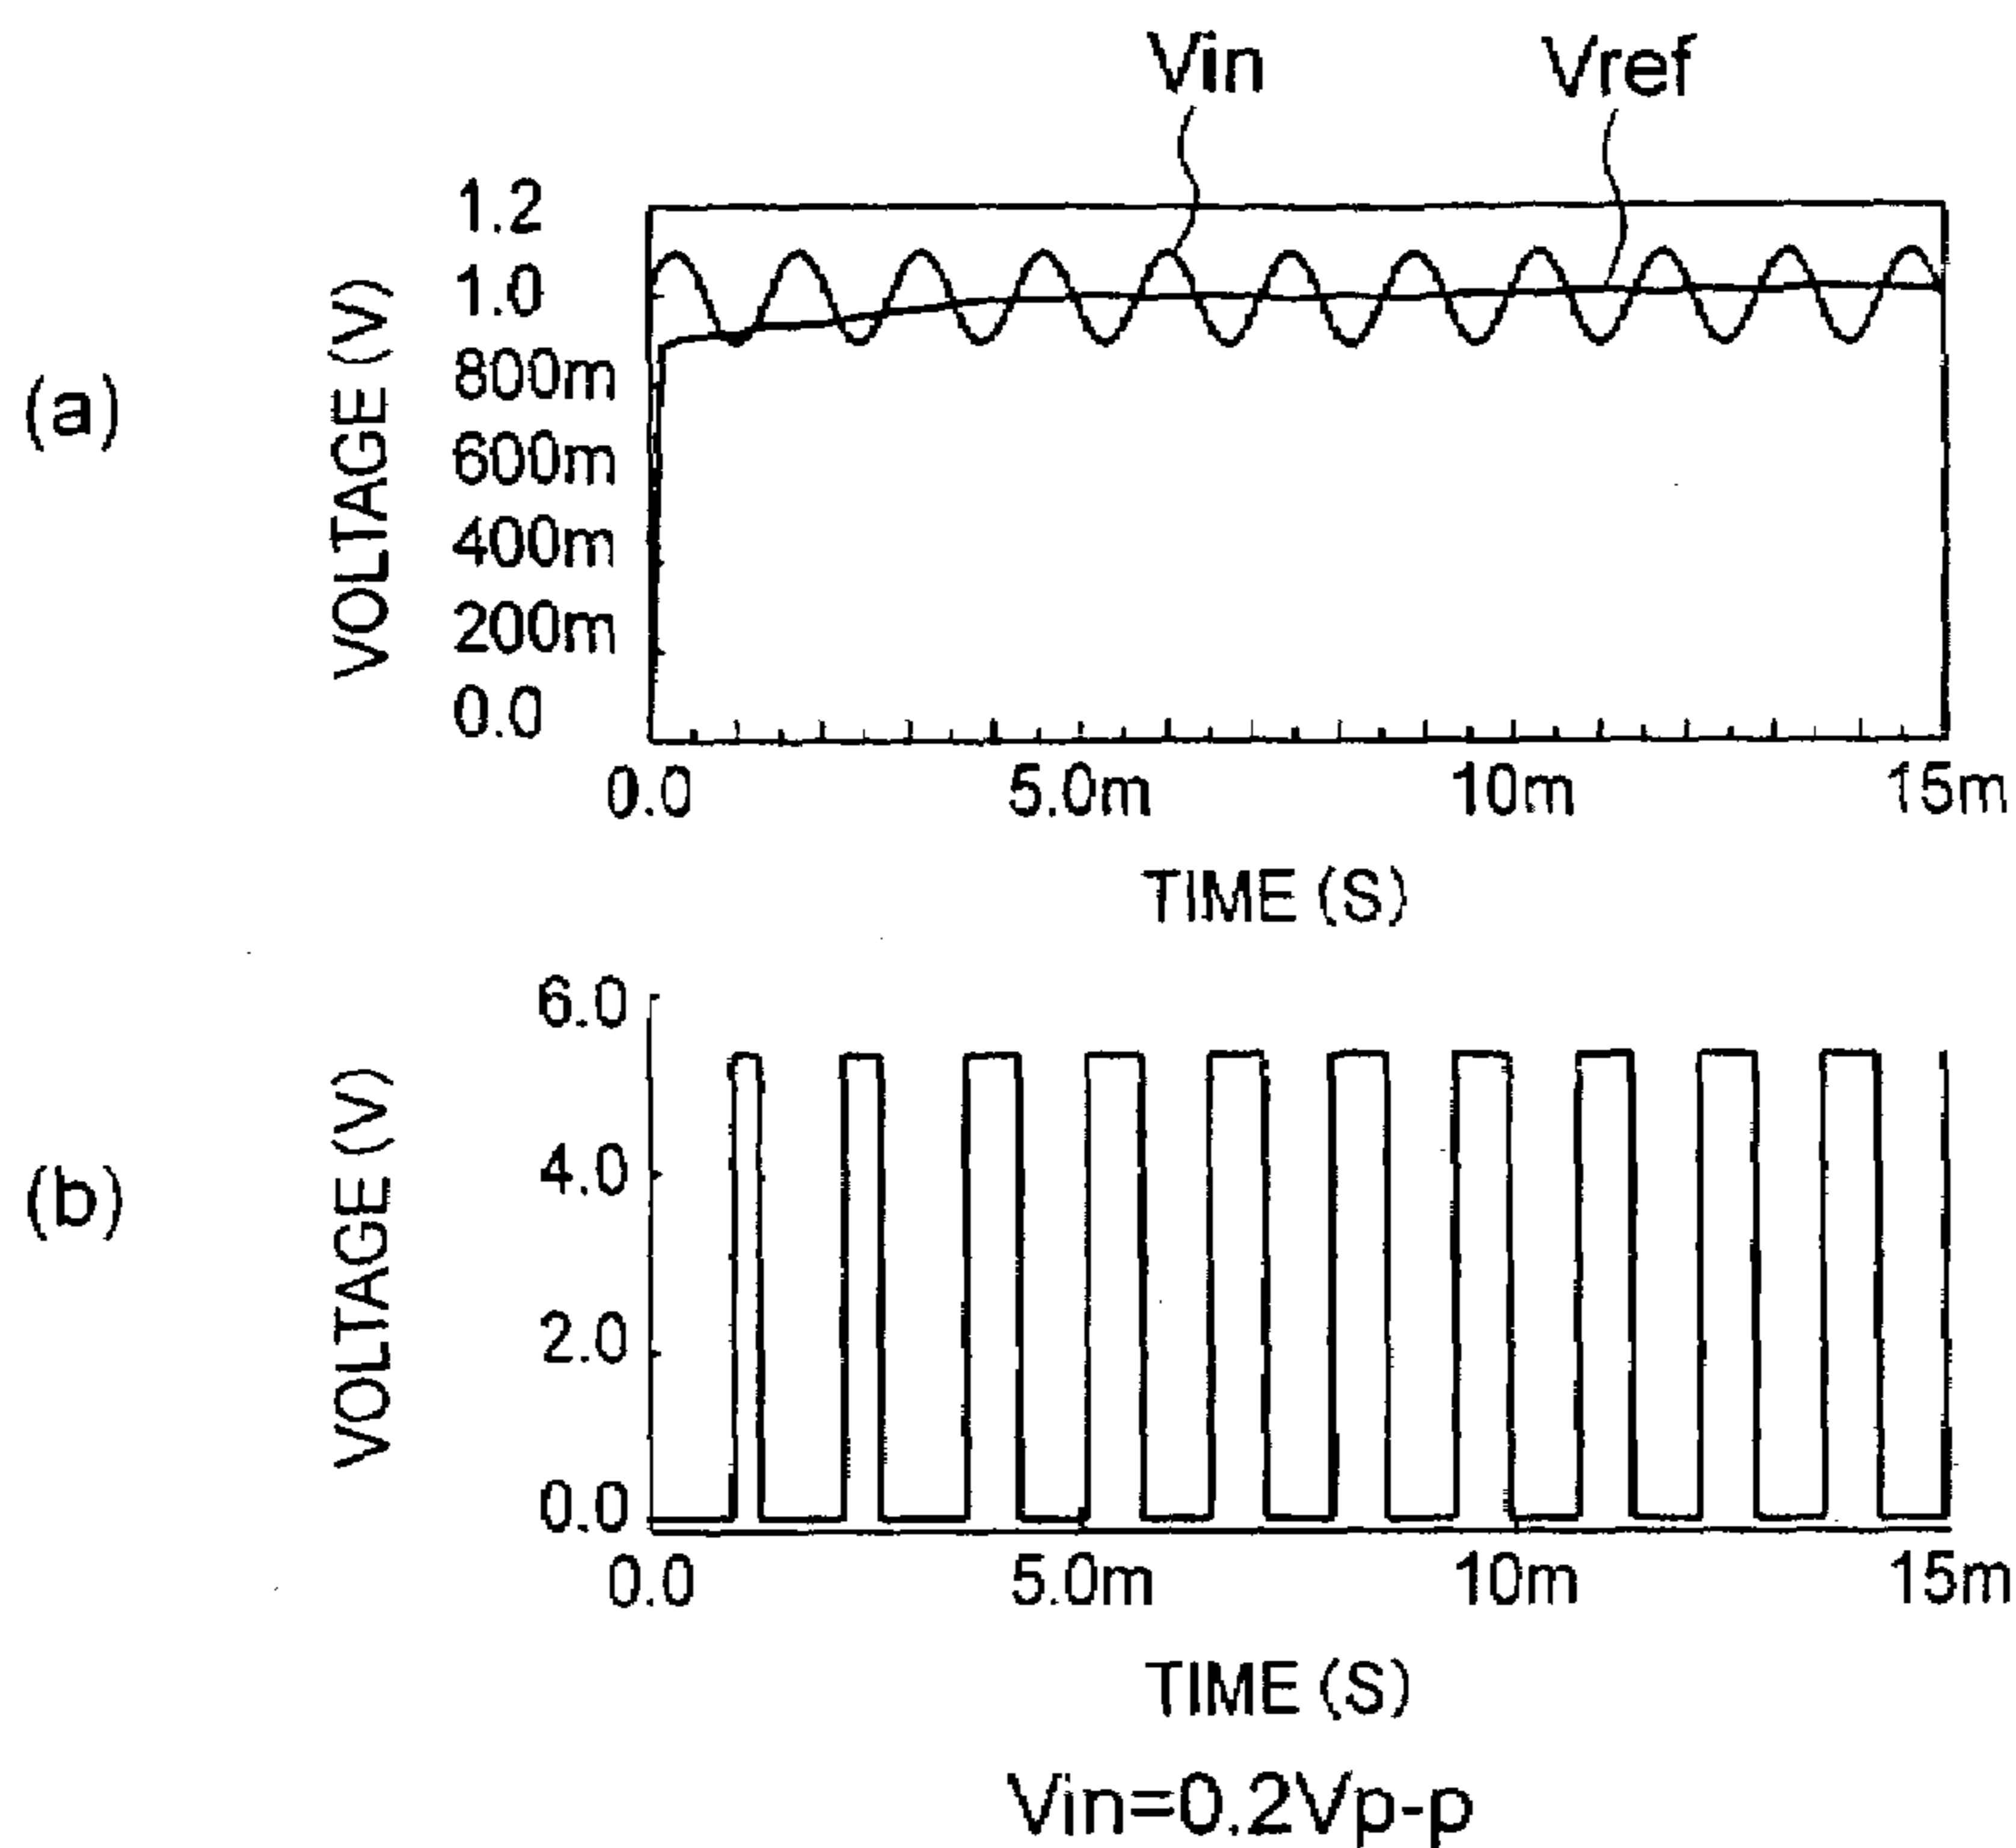 Vin Vref
(a)
VOLTAGE (V)
1.2
1.0
800m
600m
400m
200m
0.0
0.0 5.0m 10m 15m
TIME (S)
(b)
VOLTAGE (V)
6.0
4.0
2.0
0.0
0.0 5.0m 10m 15m
TIME (S)
Vin=0.2Vp-p